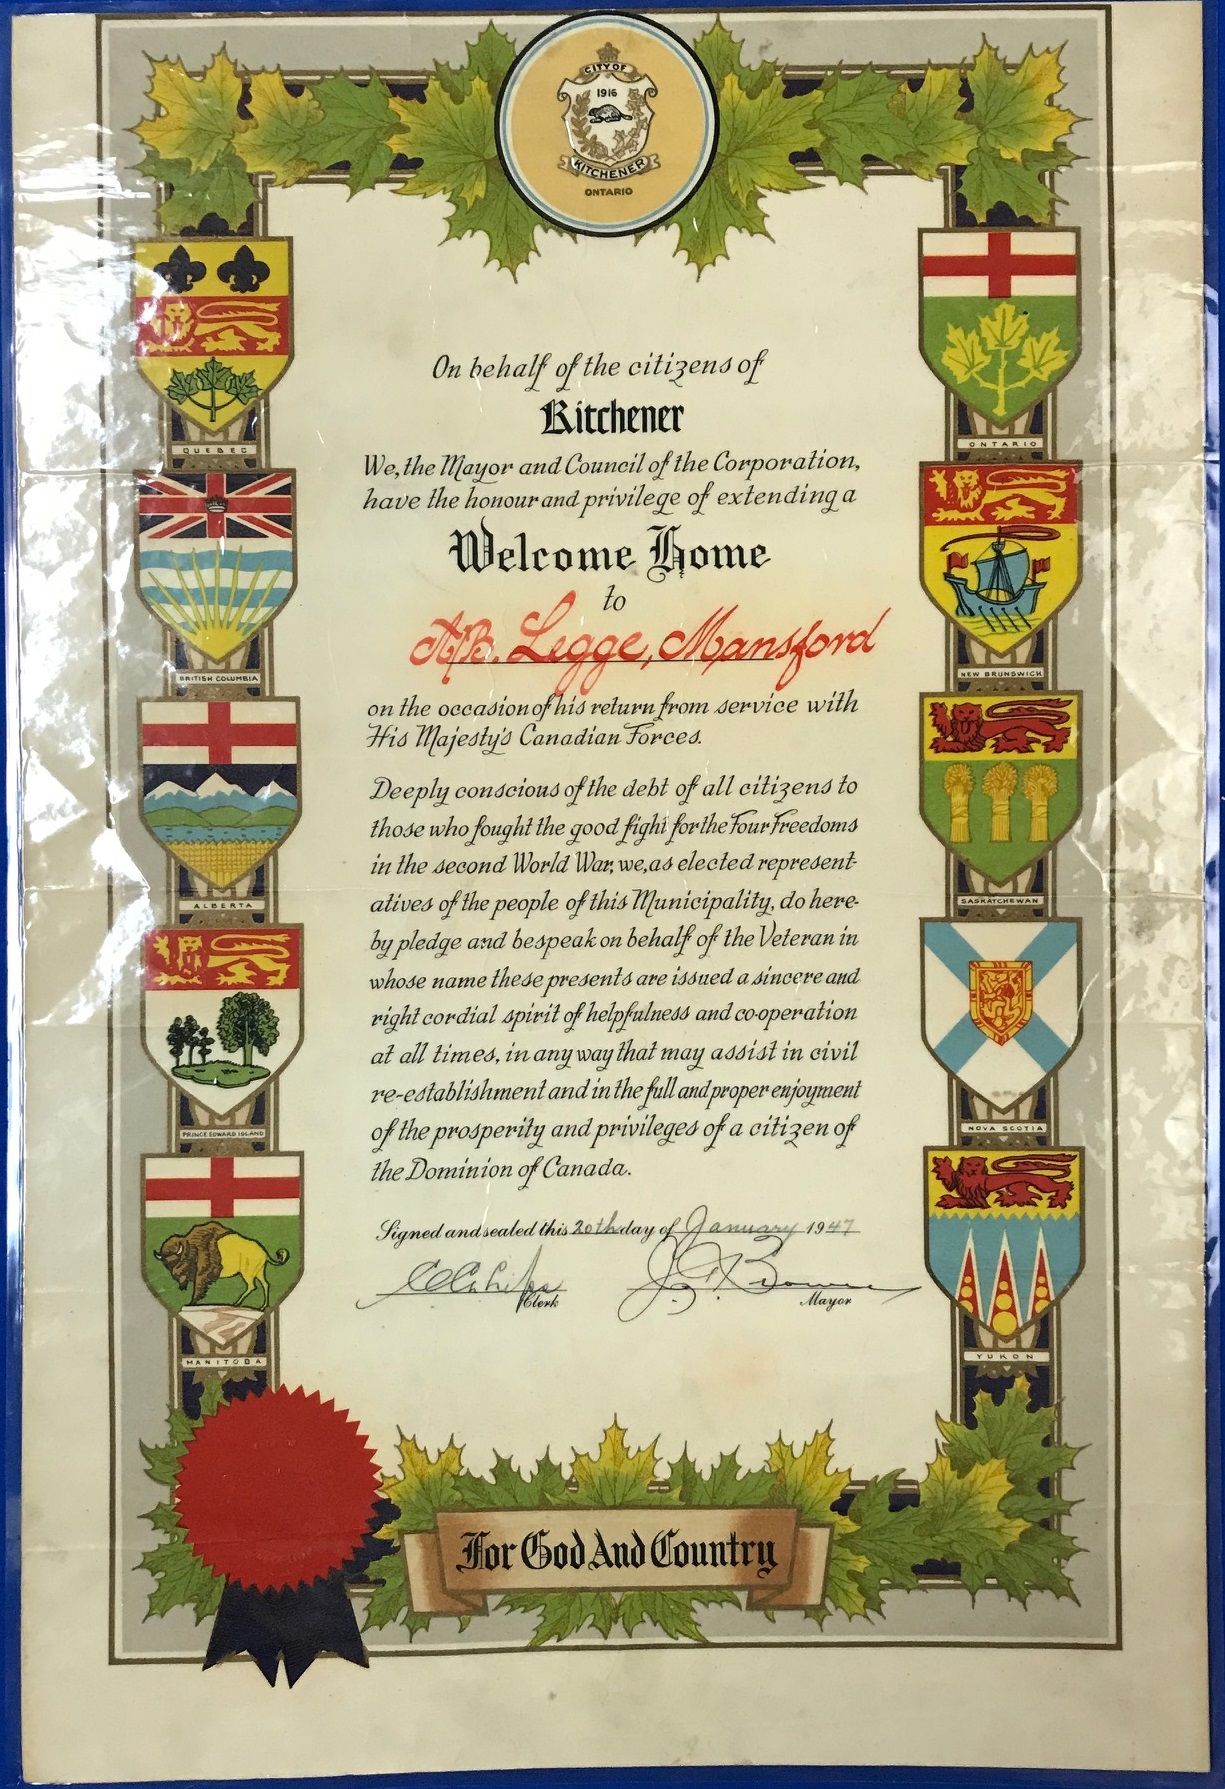 CITY OF
1916
KITCHENER
ONTARIO
On behalf of the citizens of
Kitchener
We, the Mayor and Council of the Corporation,
have the honour and privilege of extending a
Welcome Home
to
A/B. Legge, Mansford
on the occasion of his return from service with
His Majesty's Canadian Forces.
Deeply conscious of the debt of all citizens to
those who fought the good fight for the Four Freedoms
in the second World War, we, as elected represent-
atives of the people of this Municipality, do here-
by pledge and bespeak on behalf of the Veteran in
whose name these presents are issued a sincere and
right cordial spirit of helpfulness and co-operation
at all times, in any way that may assist in civil
re-establishment and in the full and proper enjoyment
of the prosperity and privileges of a citizen of
the Dominion of Canada.
Signed and sealed this 20th day of January 1947
Clerk
Mayor
QUEBEC
BRITISH COLUMBIA
ALBERTA
PRINCE EDWARD ISLAND
MANITOBA
ONTARIO
NEW BRUNSWICK
SASKATCHEWAN
NOVA SCOTIA
YUKON
For God And Country